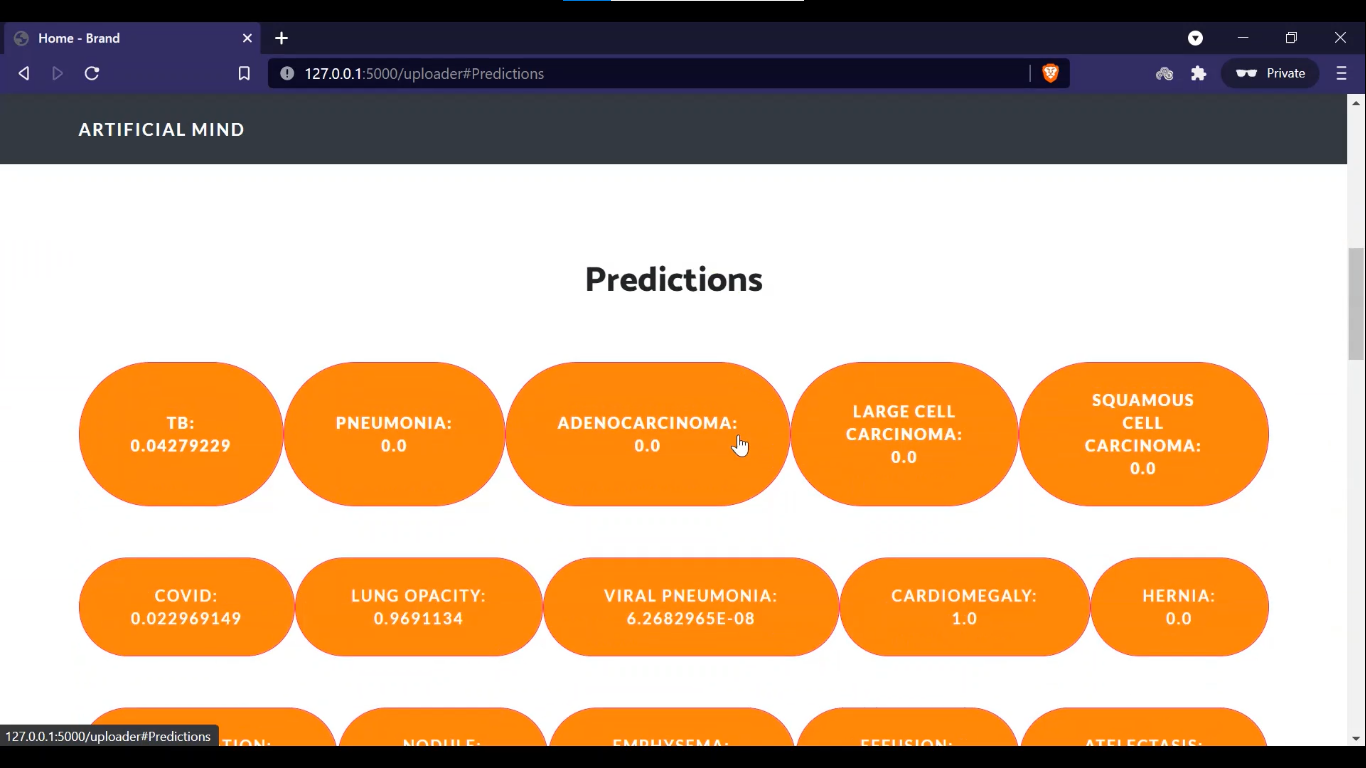 Home - Brand
127.0.0.1:5000/uploader#Predictions
Private
ARTIFICIAL MIND
Predictions
TB:
0.04279229
PNEUMONIA:
0.0
ADENOCARCINOMA:
0.0
LARGE CELL
CARCINOMA:
0.0
SQUAMOUS
CELL
CARCINOMA:
0.0
COVID:
0.022969149
LUNG OPACITY:
0.9691134
VIRAL PNEUMONIA:
6.2682965E-08
CARDIOMEGALY:
1.0
HERNIA:
0.0
NODULE:
EMPHYSEMA:
EFFUSION:
ATELECTASIS:
127.0.0.1:5000/uploader#Predictions